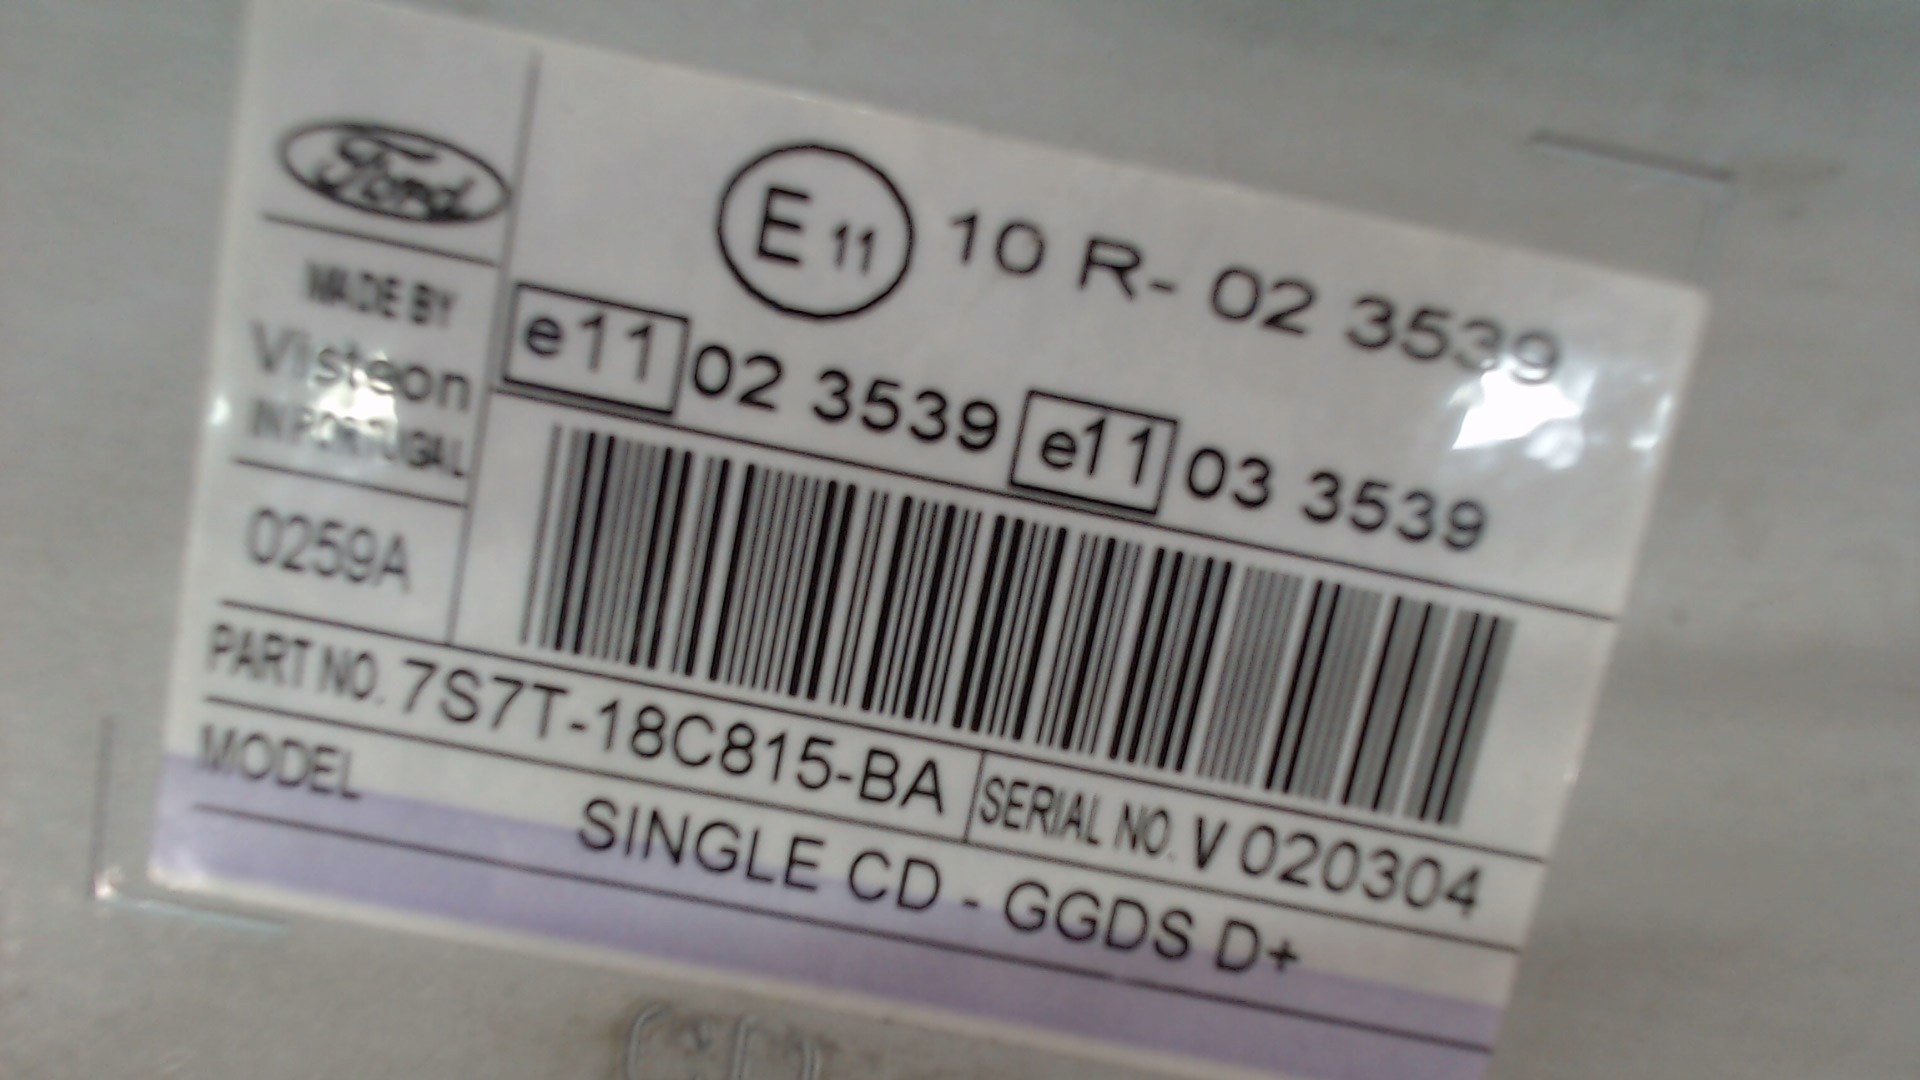 Ford
E 11 10 R- 02 3539
MADE BY
Visteon
IN PORTUGAL
e11 02 3539 e11 03 3539
0259A
PART NO. 7S7T-18C815-BA SERIAL NO. V 020304
MODEL
SINGLE CD - GGDS D+